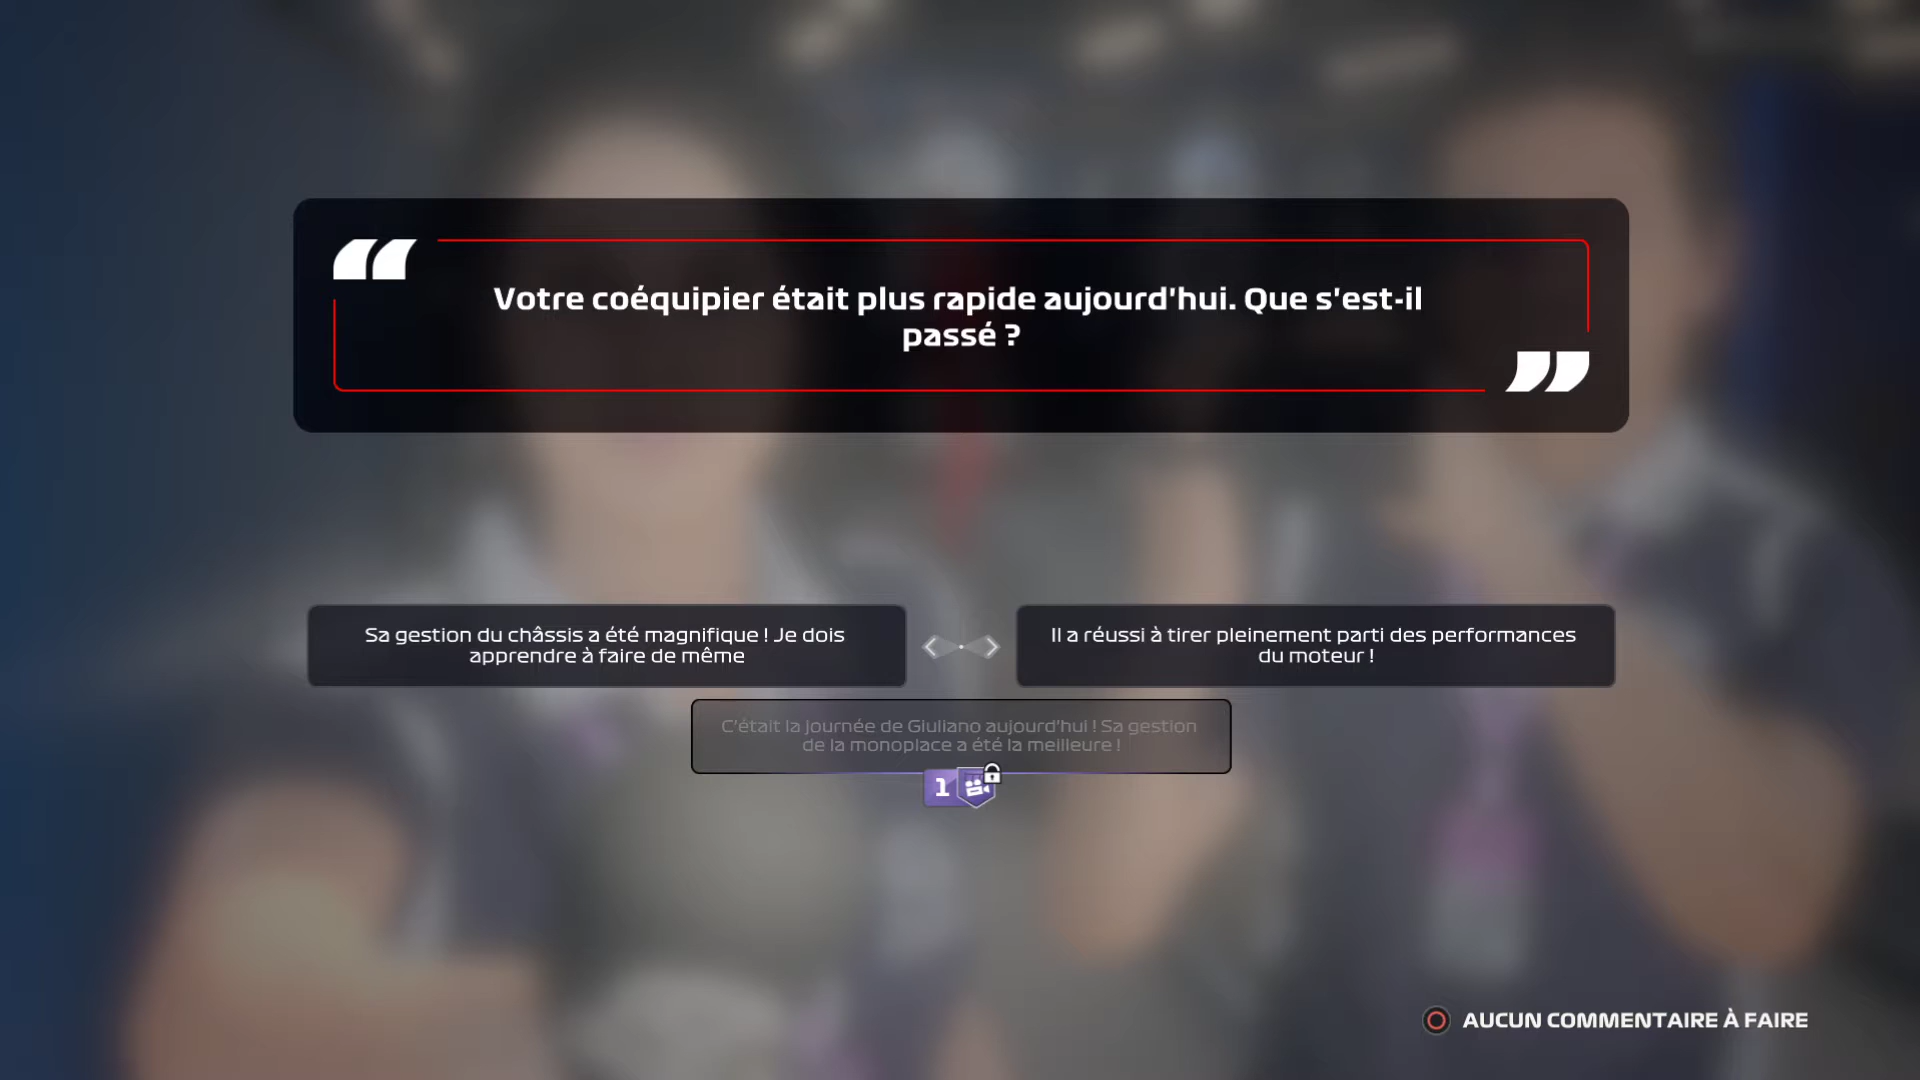 Votre coéquipier était plus rapide aujourd'hui. Que s'est-il
passé ?
Sa gestion du châssis a été magnifique ! Je dois
apprendre à faire de même
Il a réussi à tirer pleinement parti des performances
du moteur !
C'était la journée de Giuliano aujourd'hui ! Sa gestion
de la monoplace a été la meilleure !
1
AUCUN COMMENTAIRE À FAIRE